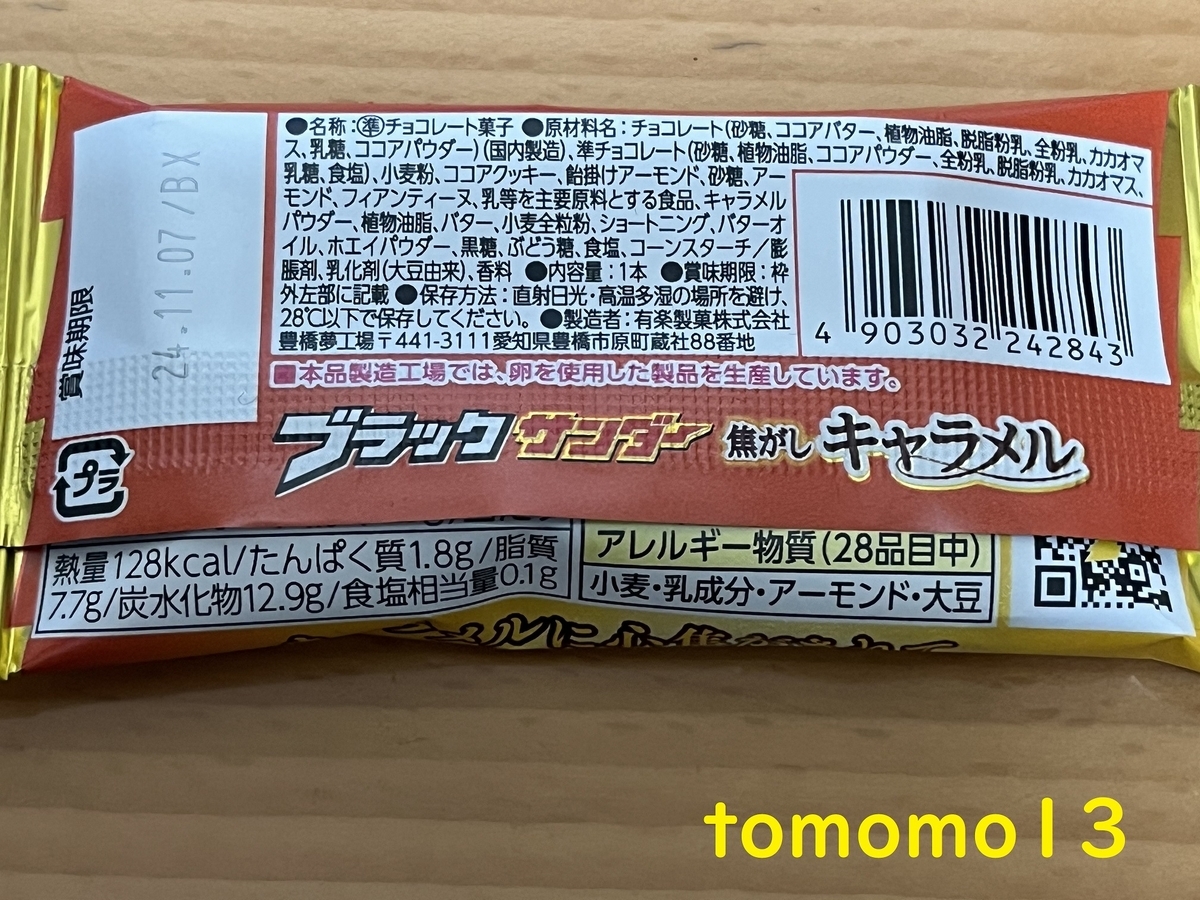 ●名称:㊜チョコレート菓子 ●原材料名:チョコレート(砂糖、ココアバター、植物油脂、脱脂粉乳、全粉乳、カカオマ
ス、乳糖、ココアパウダー)(国内製造)、準チョコレート(砂糖、植物油脂、ココアパウダー、全粉乳、脱脂粉乳、カカオマス、
乳糖、食塩)、小麦粉、ココアクッキー、飴掛けアーモンド、砂糖、アー
モンド、フィアンティーヌ、乳等を主要原料とする食品、キャラメル
パウダー、植物油脂、バター、小麦全粒粉、ショートニング、バターオ
イル、ホエイパウダー、黒糖、ぶどう糖、食塩、コーンスターチ/膨
脹剤、乳化剤(大豆由来)、香料 ●内容量:1本 ●賞味期限:枠
外左部に記載 ●保存方法:直射日光・高温多湿の場所を避け、
28℃以下で保存してください。 ●製造者:有楽製菓株式会社
豊橋夢工場〒441-3111愛知県豊橋市原町蔵社88番地
4 903032 242843
賞味期限
24.11.07/BX
■本品製造工場では、卵を使用した製品を生産しています。
ブラックサンダー 焦がしキャラメル
プラ
熱量128kcal/たんぱく質1.8g/脂質
7.7g/炭水化物12.9g/食塩相当量0.1g
アレルギー物質(28品目中)
小麦・乳成分・アーモンド・大豆
tomomo13